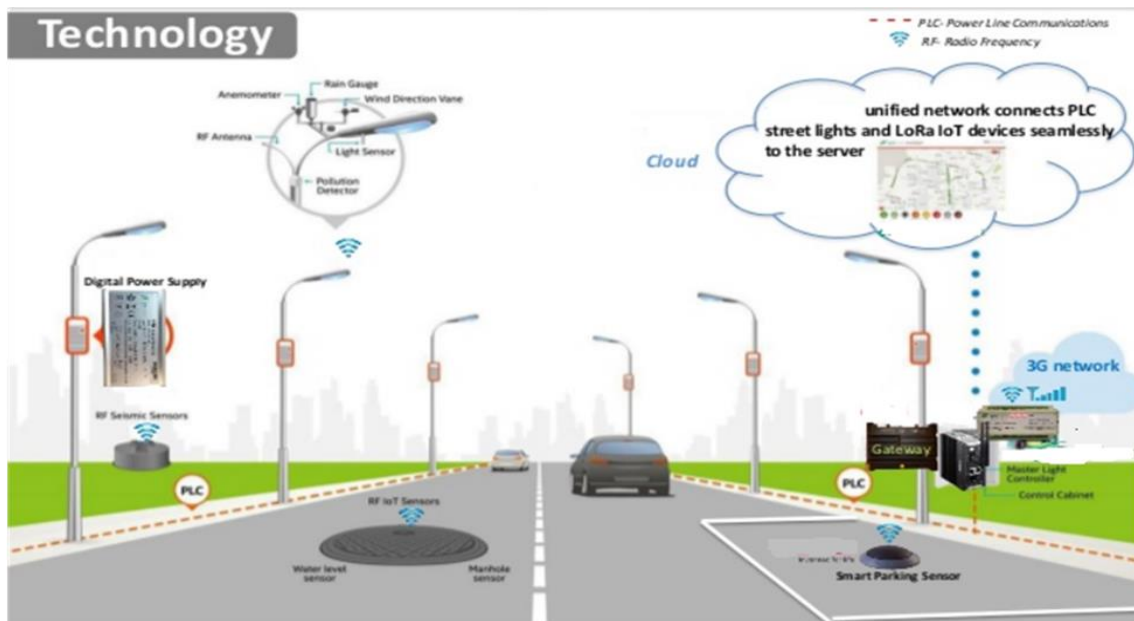 Technology
PLC- Power Line Communications
RF- Radio Frequency
Rain Gauge
Anemometer
Wind Direction Vane
RF Antenna
Light Sensor
Pollution
Detector
unified network connects PLC
street lights and LoRa IoT devices seamlessly
to the server
Cloud
Digital Power Supply
3G network
RF Seismic Sensors
Gateway
Master Light
Controller
Control Cabinet
PLC
PLC
RF IoT Sensors
Water level
sensor
Manhole
sensor
Smart Parking Sensor